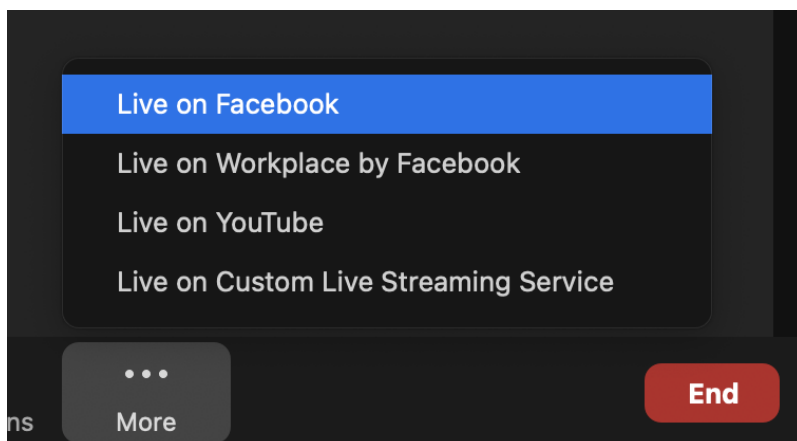 Live on Facebook
Live on Workplace by Facebook
Live on YouTube
Live on Custom Live Streaming Service
ns
More
End